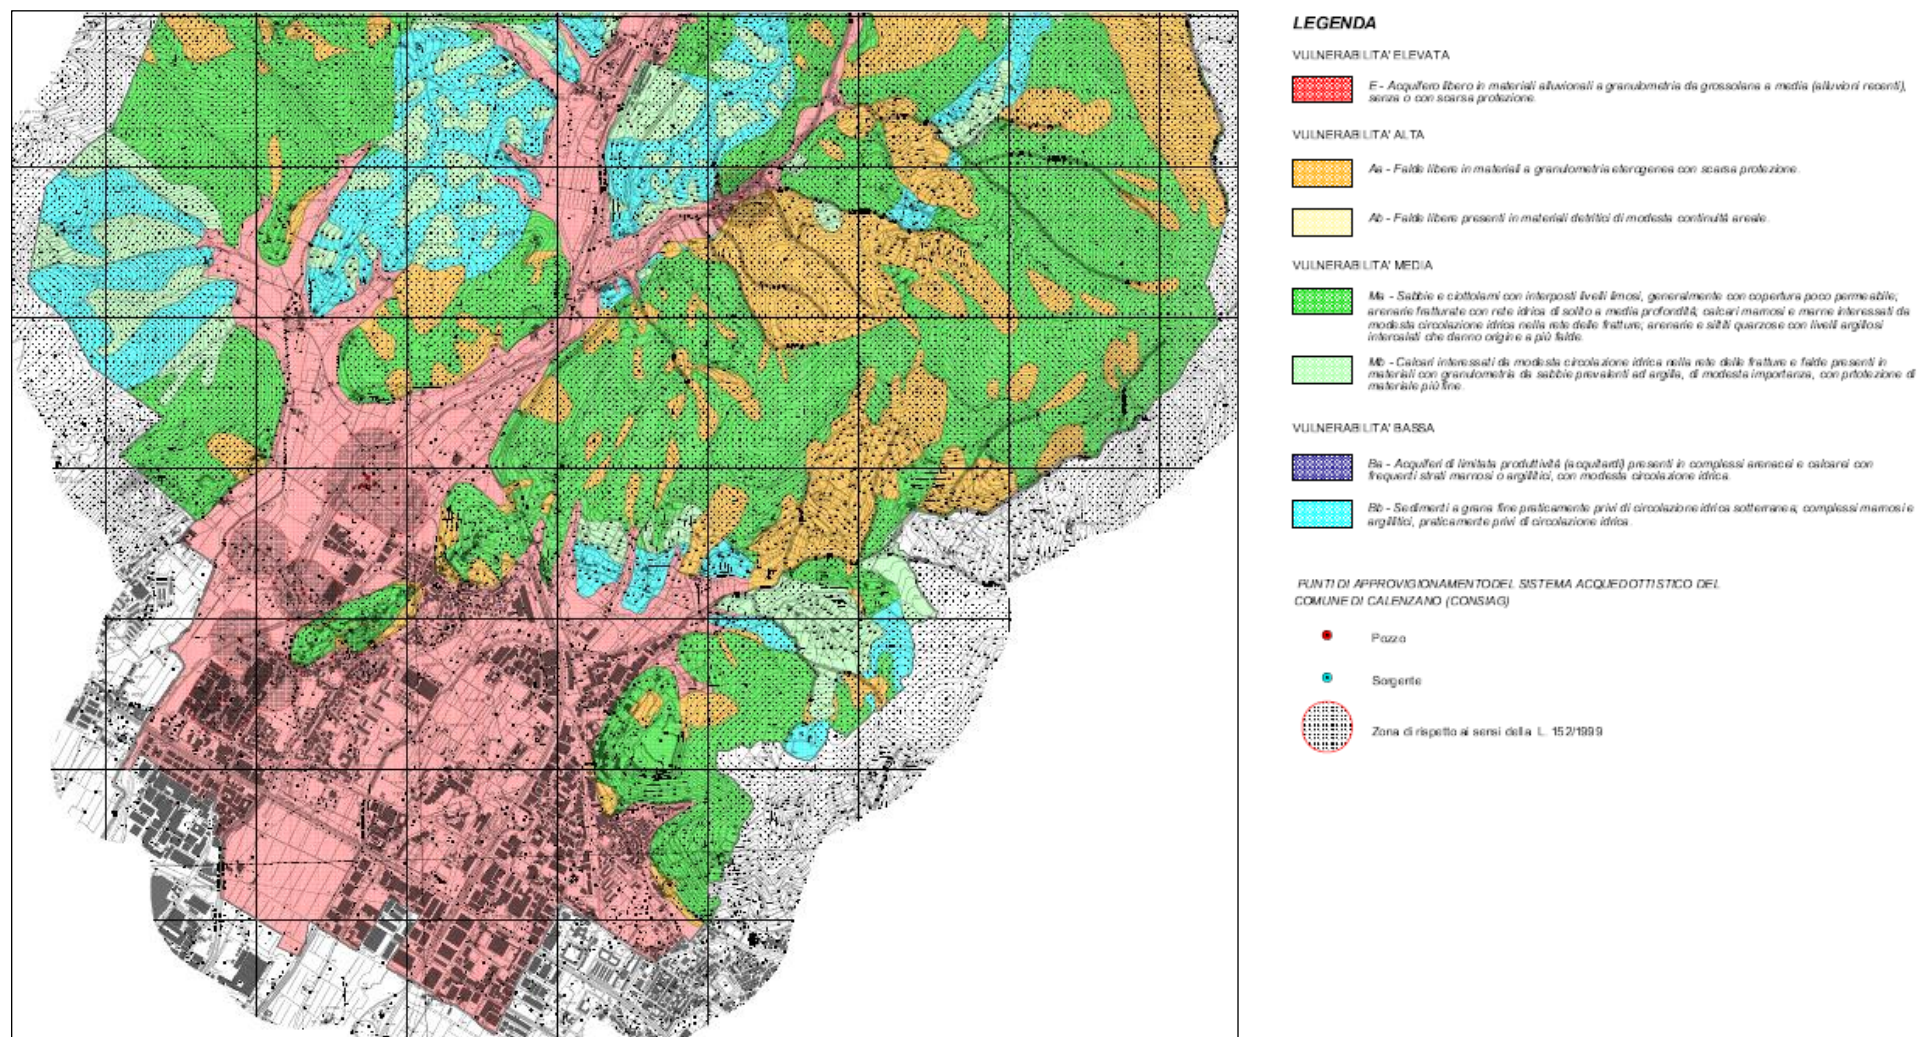 LEGENDA
VULNERABILITA' ELEVATA
E - Acquifero libero in materiali alluvionali a granulometria da grossolana a media (alluvioni recenti),
senza o con scarsa protezione.
VULNERABILITA' ALTA
Aa - Falde libere in materiali a granulometria eterogenea con scarsa protezione.
Ab - Falde libere presenti in materiali detritici di modesta continuità areale.
VULNERABILITA' MEDIA
Ma - Sabbie e ciottolami con interposti livelli limosi, generalmente con copertura poco permeabile;
arenarie fratturate con rete idrica di solito a media profondità; calcari marnosi e marne interessati da
modesta circolazione idrica nella rete delle fratture; arenarie e siltiti quarzose con livelli argillosi
intercalati che danno origine a più falde.
Mb - Calcari interessati da modesta circolazione idrica nella rete delle fratture e falde presenti in
materiali con granulometria da sabbie prevalenti ad argilla, di modesta importanza, con prtotezione di
materiale più fine.
VULNERABILITA' BASSA
Ba - Acquiferi di limitata produttività (acquitardi) presenti in complessi arenacei e calcarei con
frequenti strati marnosi o argillitici, con modesta circolazione idrica.
Bb - Sedimenti a grana fine praticamente privi di circolazione idrica sotterranea; complessi marnosi e
argillitici, praticamente privi di circolazione idrica.
PUNTI DI APPROVIGIONAMENTO DEL SISTEMA ACQUEDOTTISTICO DEL
COMUNE DI CALENZANO (CONSIAG)
Pozzo
Sorgente
Zona di rispetto ai sensi della L. 152/1999